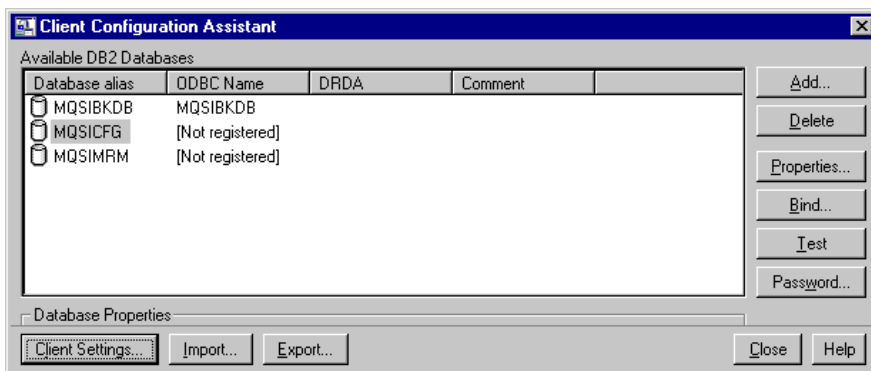 Client Configuration Assistant
Available DB2 Databases
Database alias ODBC Name DRDA Comment
MQSIBKDB MQSIBKDB
MQSICFG [Not registered]
MQSIMRM [Not registered]
Add...
Delete
Properties...
Bind...
Test
Password...
Database Properties
Client Settings... Import... Export... Close Help